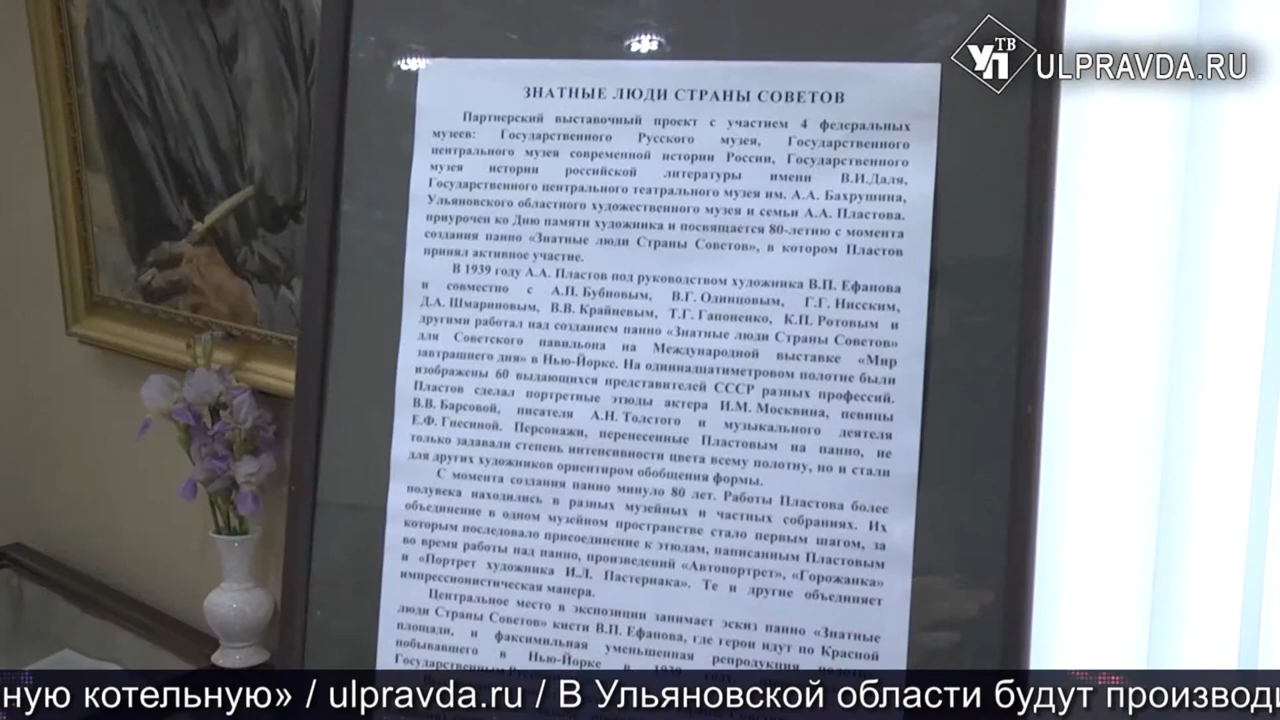 УП ТВ
ULPRAVDA.RU
ЗНАТНЫЕ ЛЮДИ СТРАНЫ СОВЕТОВ
Партнерский выставочный проект с участием 4 федеральных
музеев: Государственного Русского музея, Государственного
центрального музея современной истории России, Государственного
музея истории российской литературы имени В.И.Даля,
Государственного центрального театрального музея им. А.А. Бахрушина,
Ульяновского областного художественного музея и семьи А.А. Пластова.
приурочен ко Дню памяти художника и посвящается 80-летию с момента
создания панно «Знатные люди Страны Советов», в котором Пластов
принял активное участие.
В 1939 году А.А. Пластов под руководством художника В.П. Ефанова
и совместно с А.П. Бубновым, В.Г. Одинцовым, Г.Г. Нисским,
Д.А. Шмариновым, В.В. Крайневым, Т.Г. Гапоненко, К.П. Ротовым и
другими работал над созданием панно «Знатные люди Страны Советов»
для Советского павильона на Международной выставке «Мир
завтрашнего дня» в Нью-Йорке. На одиннадцатиметровом полотне были
изображены 60 выдающихся представителей СССР разных профессий.
Пластов сделал портретные этюды актера И.М. Москвина, певицы
В.В. Барсовой, писателя А.Н. Толстого и музыкального деятеля
Е.Ф. Гнесиной. Персонажи, перенесенные Пластовым на панно, не
только задавали степень интенсивности цвета всему полотну, но и стали
для других художников ориентиром обобщения формы.
С момента создания панно минуло 80 лет. Работы Пластова более
полувека находились в разных музейных и частных собраниях. Их
объединение в одном музейном пространстве стало первым шагом, за
которым последовало присоединение к этюдам, написанным Пластовым
во время работы над панно, произведений «Автопортрет», «Горожанка»
и «Портрет художника И.Л. Пастернака». Те и другие объединяет
импрессионистическая манера.
Центральное место в экспозиции занимает эскиз панно «Знатные
люди Страны Советов» кисти В.П. Ефанова, где герои идут по Красной
площади, и факсимильная уменьшенная репродукция
побывавшего в Нью-Йорке в 1939
ную котельную» / ulpravda.ru / В Ульяновской области будут производи